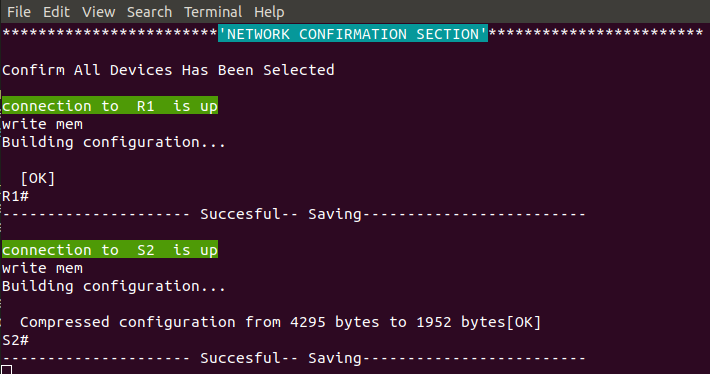 File Edit View Search Terminal Help
************************'NETWORK CONFIRMATION SECTION'************************
Confirm All Devices Has Been Selected
connection to  R1  is up
write mem
Building configuration...
  [OK]
R1#
--------------------- Succesful-- Saving-------------------------
connection to  S2  is up
write mem
Building configuration...
  Compressed configuration from 4295 bytes to 1952 bytes[OK]
S2#
--------------------- Succesful-- Saving-------------------------